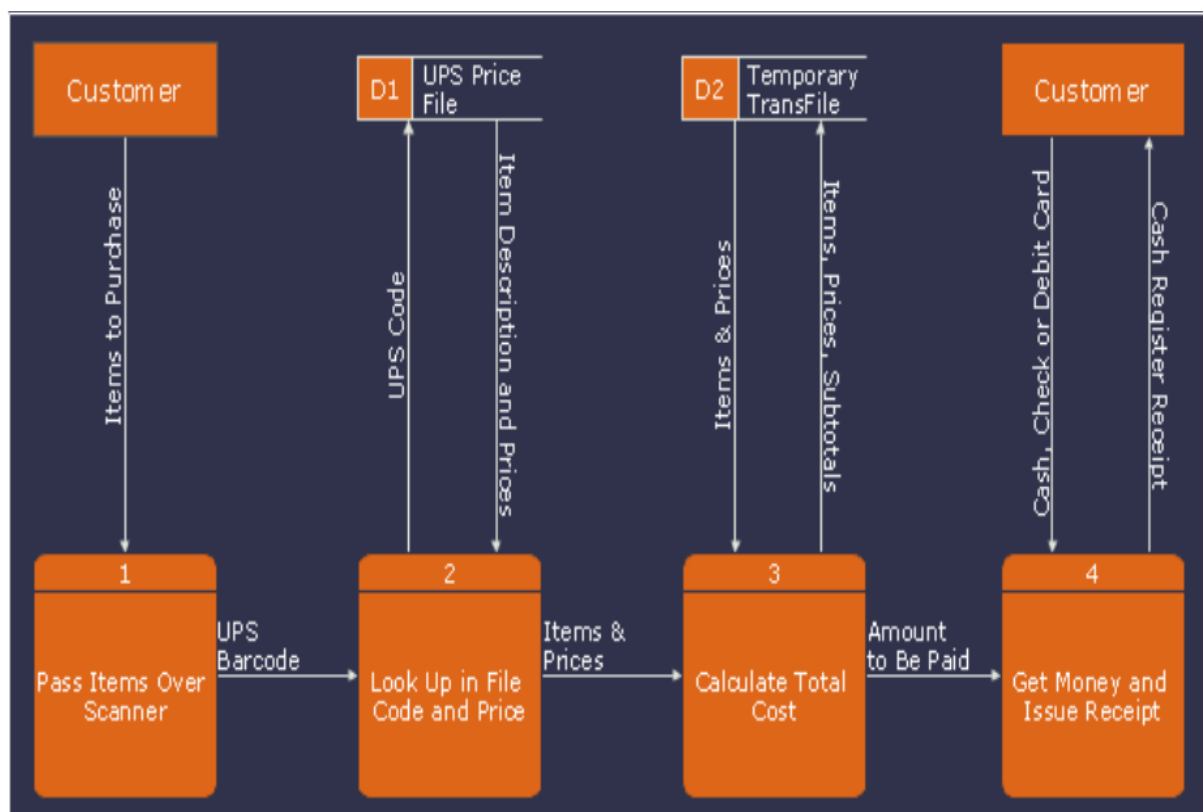 Customer
D1
UPS Price
File
D2
Temporary
TransFile
Customer
Items to Purchase
UPS Code
Item Description and Prices
Items & Prices
Items, Prices, Subtotals
Cash, Check or Debit Card
Cash Register Receipt
1
Pass Items Over
Scanner
UPS
Barcode
2
Look Up in File
Code and Price
Items &
Prices
3
Calculate Total
Cost
Amount
to Be Paid
4
Get Money and
Issue Receipt